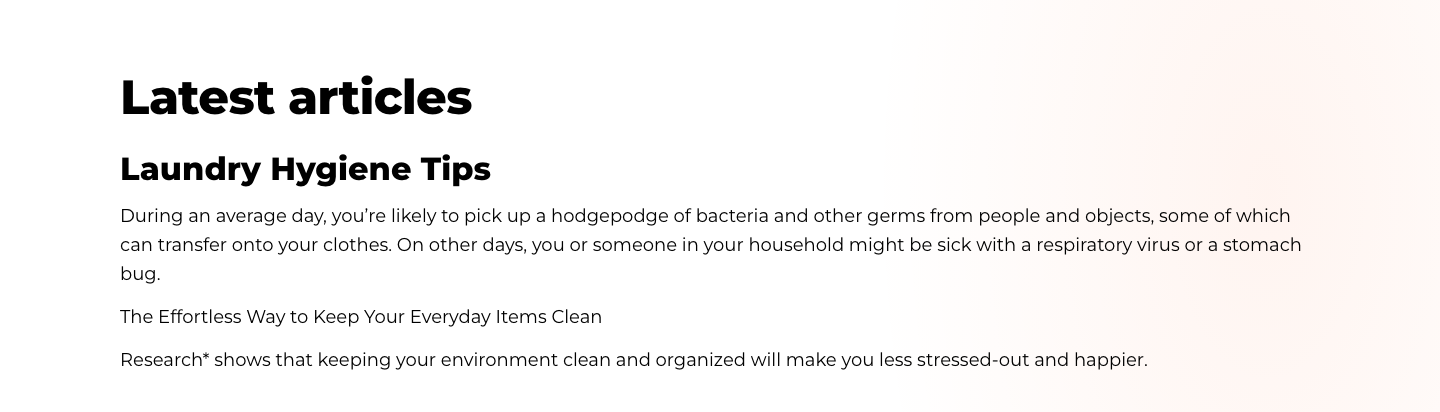 Latest articles
Laundry Hygiene Tips
During an average day, you’re likely to pick up a hodgepodge of bacteria and other germs from people and objects, some of which
can transfer onto your clothes. On other days, you or someone in your household might be sick with a respiratory virus or a stomach
bug.
The Effortless Way to Keep Your Everyday Items Clean
Research* shows that keeping your environment clean and organized will make you less stressed-out and happier.